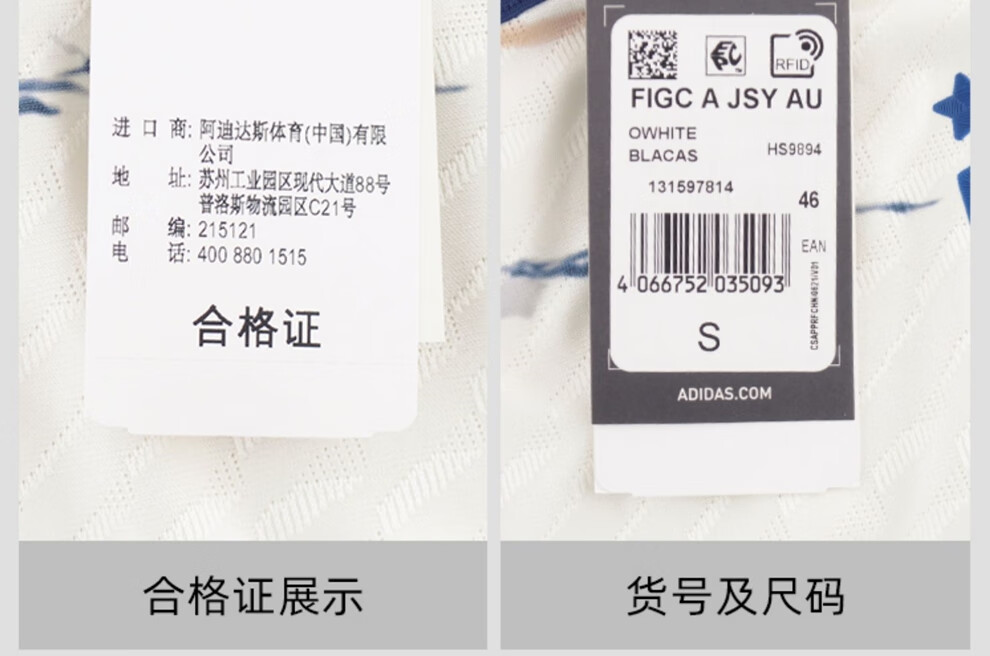 进口商: 阿迪达斯体育(中国)有限
公司
地址: 苏州工业园区现代大道88号
普洛斯物流园区C21号
邮编: 215121
电话: 400 880 1515
合格证
合格证展示
RFID
FIGC A JSY AU
OWHITE
BLACAS
HS9894
131597814
46
EAN
4 066752 035093
CSAPPRFCHN/0621/V01
S
ADIDAS.COM
货号及尺码